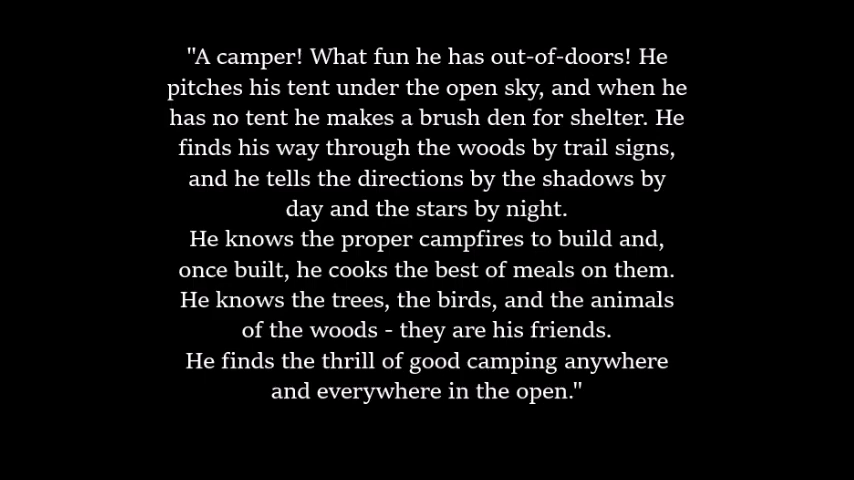 "A camper! What fun he has out-of-doors! He
pitches his tent under the open sky, and when he
has no tent he makes a brush den for shelter. He
finds his way through the woods by trail signs,
and he tells the directions by the shadows by
day and the stars by night.
He knows the proper campfires to build and,
once built, he cooks the best of meals on them.
He knows the trees, the birds, and the animals
of the woods - they are his friends.
He finds the thrill of good camping anywhere
and everywhere in the open."